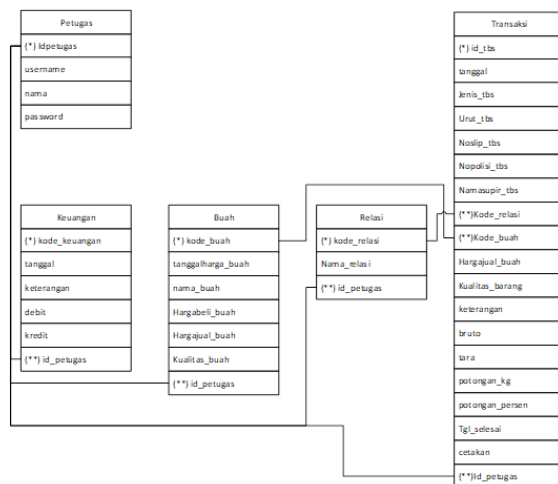 Petugas
(*) Idpetugas
username
nama
password
Keuangan
(*) kode_keuangan
tanggal
keterangan
debit
kredit
(**) id_petugas
Buah
(*) kode_buah
tanggalharga_buah
nama_buah
Hargabeli_buah
Hargajual_buah
Kualitas_buah
(**) id_petugas
Relasi
(*) kode_relasi
Nama_relasi
(**) id_petugas
Transaksi
(*) id_tbs
tanggal
Jenis_tbs
Urut_tbs
Noslip_tbs
Nopolisi_tbs
Namasupir_tbs
(**)Kode_relasi
(**)Kode_buah
Hargajual_buah
Kualitas_barang
keterangan
bruto
tara
potongan_kg
potongan_persen
Tgl_selesai
cetakan
(**)Id_petugas